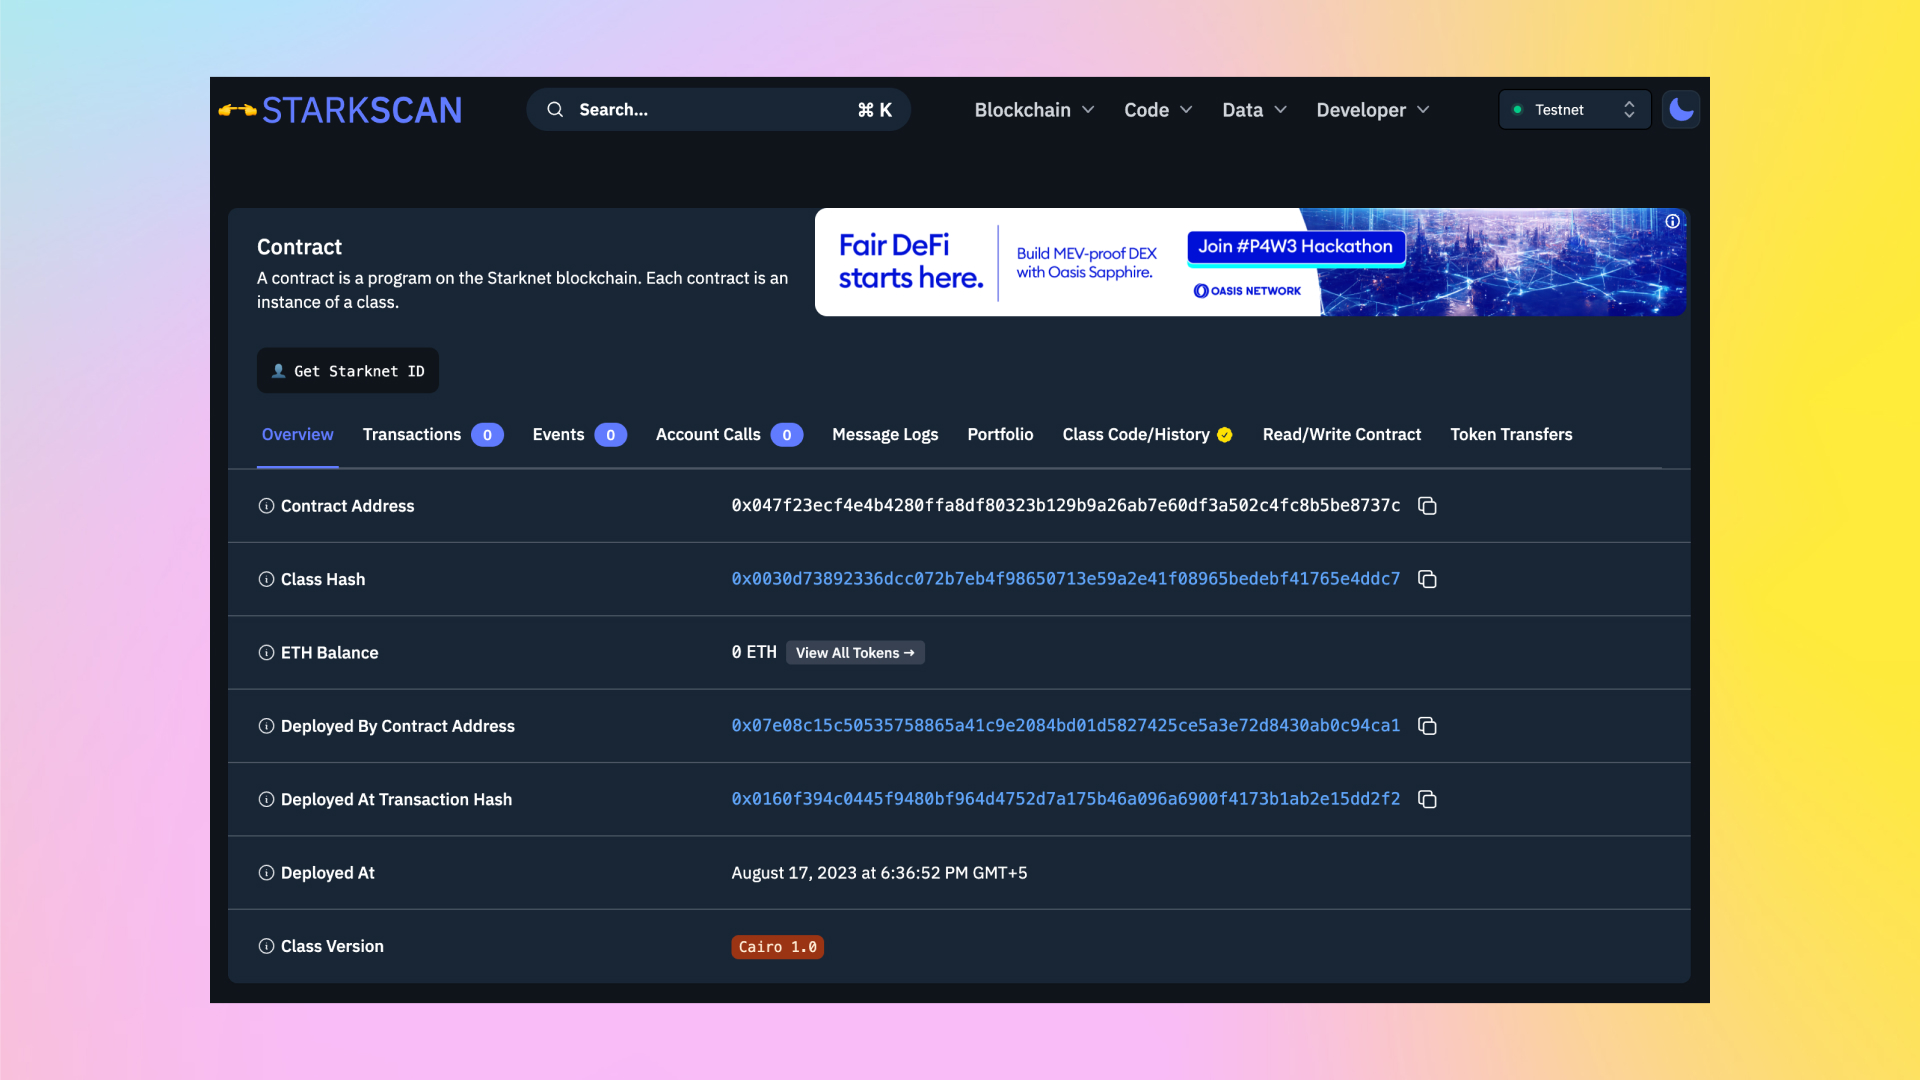 STARKSCAN
Search...
⌘ K
Blockchain
Code
Data
Developer
Testnet
Contract
A contract is a program on the Starknet blockchain. Each contract is an
instance of a class.
Fair DeFi
starts here.
Build MEV-proof DEX
with Oasis Sapphire.
Join #P4W3 Hackathon
OASIS NETWORK
Get Starknet ID
Overview
Transactions 0
Events 0
Account Calls 0
Message Logs
Portfolio
Class Code/History
Read/Write Contract
Token Transfers
Contract Address
0x047f23ecf4e4b4280ffa8df80323b129b9a26ab7e60df3a502c4fc8b5be8737c
Class Hash
0x0030d73892336dcc072b7eb4f98650713e59a2e41f08965bedebf41765e4ddc7
ETH Balance
0 ETH View All Tokens →
Deployed By Contract Address
0x07e08c15c50535758865a41c9e2084bd01d5827425ce5a3e72d8430ab0c94ca1
Deployed At Transaction Hash
0x0160f394c0445f9480bf964d4752d7a175b46a096a6900f4173b1ab2e15dd2f2
Deployed At
August 17, 2023 at 6:36:52 PM GMT+5
Class Version
Cairo 1.0